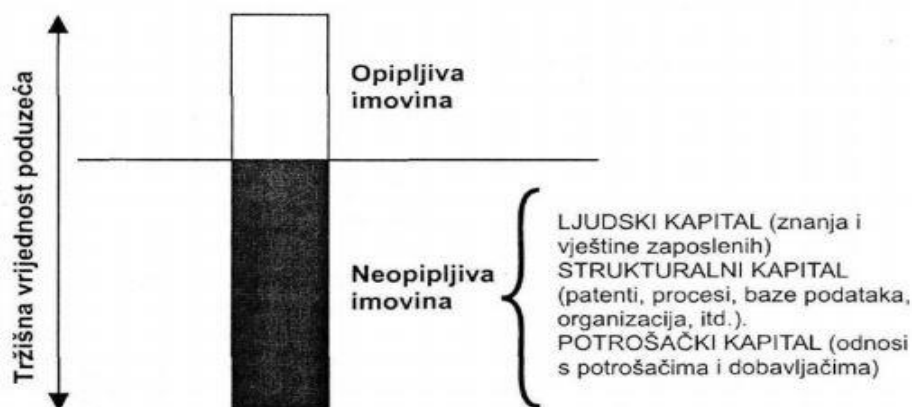 Tržišna vrijednost poduzeća
Opipljiva
imovina
Neopipljiva
imovina
LJUDSKI KAPITAL (znanja i
vještine zaposlenih)
STRUKTURALNI KAPITAL
(patenti, procesi, baze podataka,
organizacija, itd.).
POTROŠAČKI KAPITAL (odnosi
s potrošačima i dobavljačima)